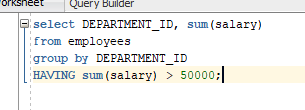 orksheet Query Builder
select DEPARTMENT_ID, sum(salary)
from employees
group by DEPARTMENT_ID
HAVING sum(salary) > 50000;